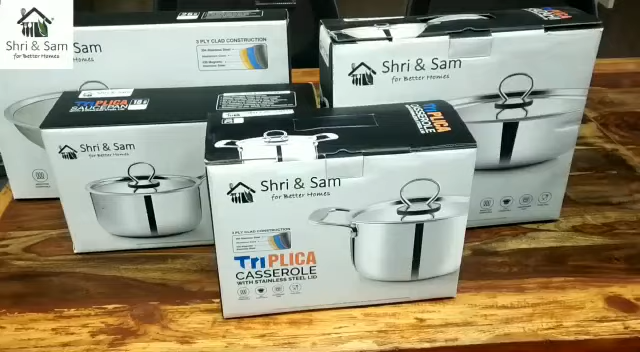 Shri & Sam
for Better Homes
& Sam
Better Homes
3 PLY CLAD CONSTRUCTION
TRIPLICA
SAUCEPAN
Shri & Sam
for Better Homes
TRIPLICA
CASSEROLE
Shri & Sam
for Better Homes
3 PLY CLAD CONSTRUCTION
TRIPLICA
CASSEROLE
WITH STAINLESS STEEL LID
Shri & Sam
for Better Homes
TRIPLICA
CASSEROLE